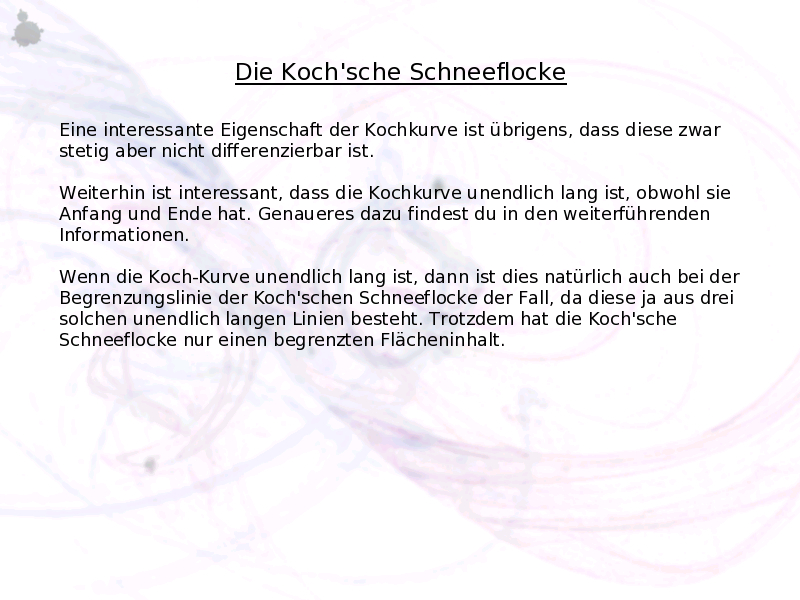 Die Koch'sche Schneeflocke
Eine interessante Eigenschaft der Kochkurve ist übrigens, dass diese zwar
stetig aber nicht differenzierbar ist.
Weiterhin ist interessant, dass die Kochkurve unendlich lang ist, obwohl sie
Anfang und Ende hat. Genaueres dazu findest du in den weiterführenden
Informationen.
Wenn die Koch-Kurve unendlich lang ist, dann ist dies natürlich auch bei der
Begrenzungslinie der Koch'schen Schneeflocke der Fall, da diese ja aus drei
solchen unendlich langen Linien besteht. Trotzdem hat die Koch'sche
Schneeflocke nur einen begrenzten Flächeninhalt.